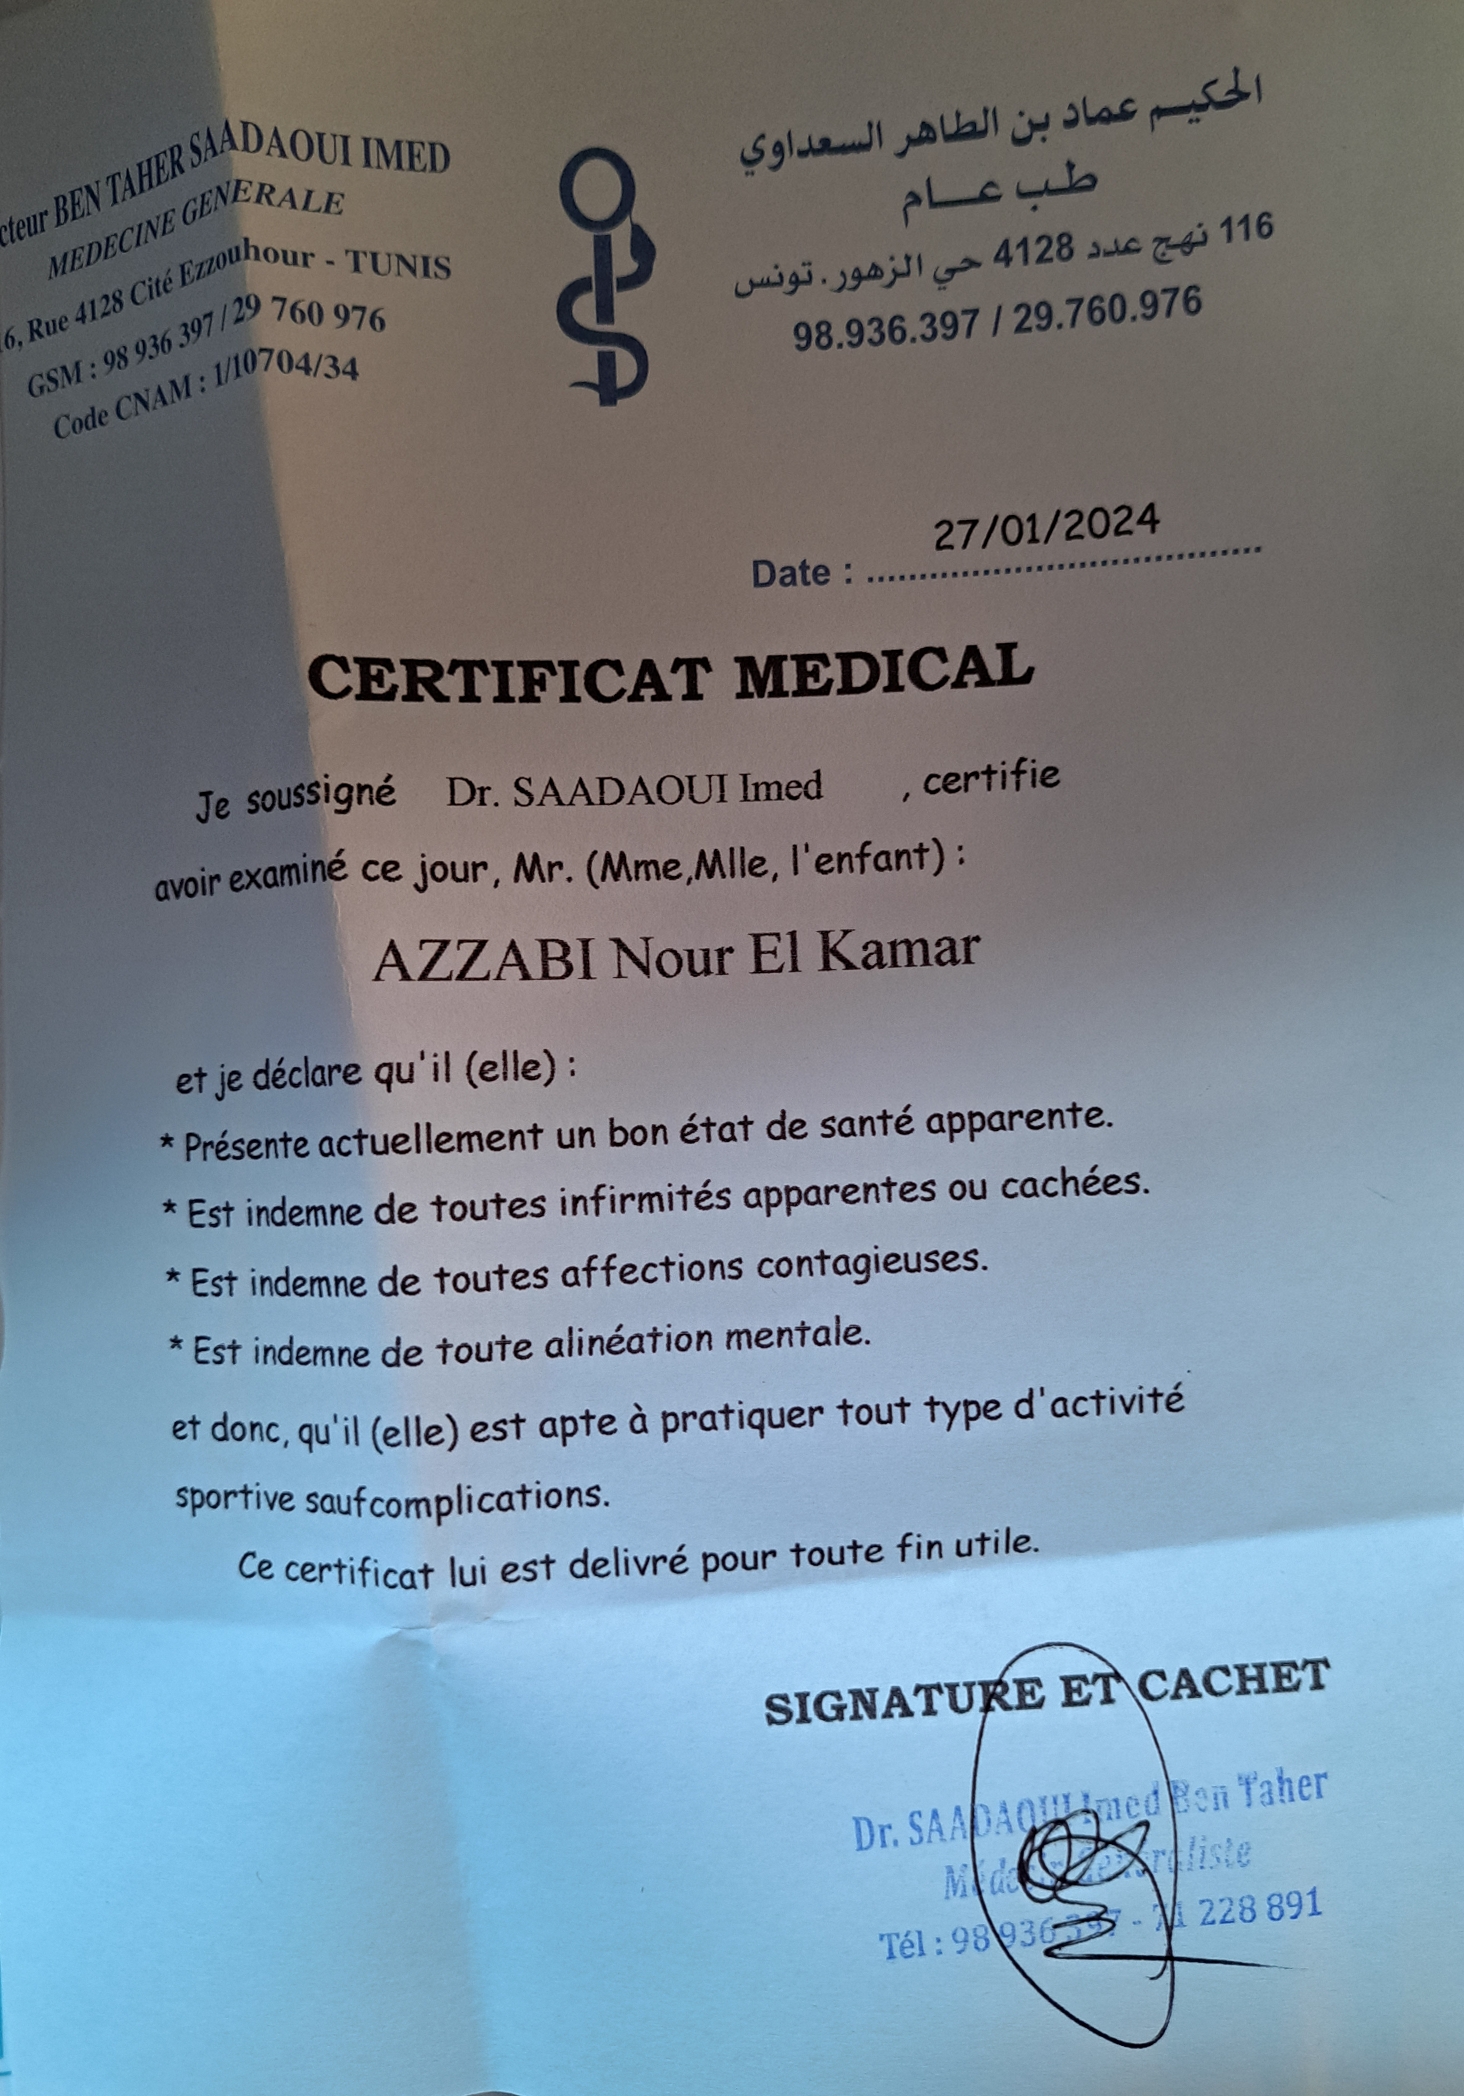 cteur BEN TAHER SAADAOUI IMED
MEDECINE GENERALE
6, Rue 4128 Cité Ezzouhour - TUNIS
GSM : 98 936 397 / 29 760 976
Code CNAM : 1/10704/34
الحكيم عماد بن الطاهر السعداوي
طب عام
116 نهج عدد 4128 حي الزهور. تونس
98.936.397 / 29.760.976
Date : 27/01/2024
CERTIFICAT MEDICAL
Je soussigné Dr. SAADAOUI Imed , certifie
avoir examiné ce jour, Mr. (Mme,Mlle, l'enfant) :
AZZABI Nour El Kamar
et je déclare qu'il (elle) :
* Présente actuellement un bon état de santé apparente.
* Est indemne de toutes infirmités apparentes ou cachées.
* Est indemne de toutes affections contagieuses.
* Est indemne de toute alinéation mentale.
et donc, qu'il (elle) est apte à pratiquer tout type d'activité
sportive saufcomplications.
Ce certificat lui est delivré pour toute fin utile.
SIGNATURE ET CACHET
Dr. SAADAOUI Imed Ben Taher
Médecin Généraliste
Tél : 98 936 397 - 71 228 891